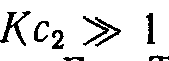 Kc₂ ≫ 1